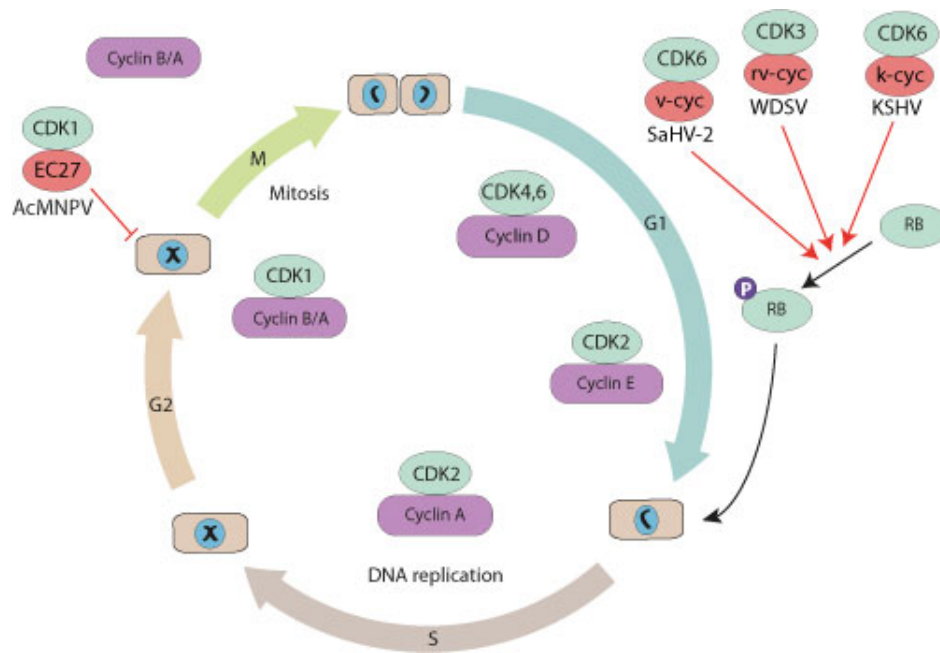 CDK3
CDK6
CDK6
Cyclin B/A
rv-cyc
k-cyc
v-cyc
WDSV
KSHV
SaHV-2
CDK1
EC27
AcMNPV
M
Mitosis
CDK4,6
Cyclin D
G1
RB
CDK1
Cyclin B/A
P
RB
CDK2
Cyclin E
G2
CDK2
Cyclin A
DNA replication
S